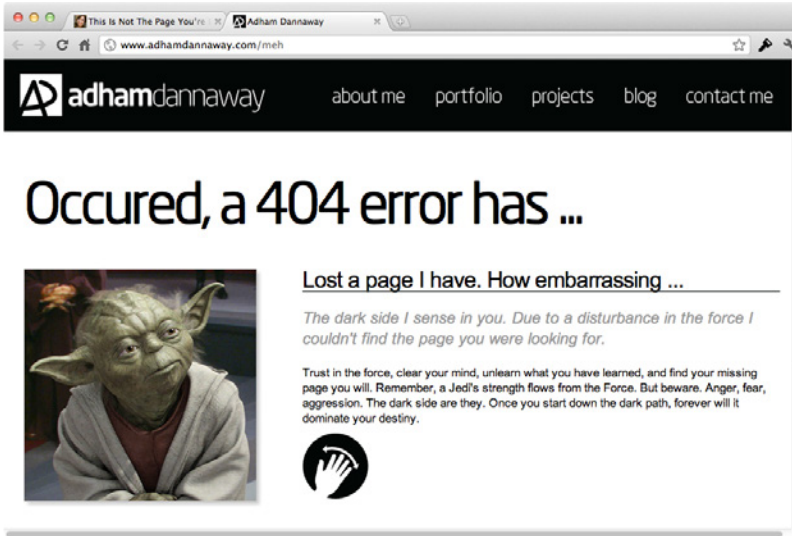 This Is Not The Page You're
Adham Dannaway
www.adhamdannaway.com/meh
adhamdannaway
about me portfolio projects blog contact me
Occured, a 404 error has ...
Lost a page I have. How embarrassing ...
The dark side I sense in you. Due to a disturbance in the force I
couldn't find the page you were looking for.
Trust in the force, clear your mind, unlearn what you have learned, and find your missing
page you will. Remember, a Jedi's strength flows from the Force. But beware. Anger, fear,
aggression. The dark side are they. Once you start down the dark path, forever will it
dominate your destiny.